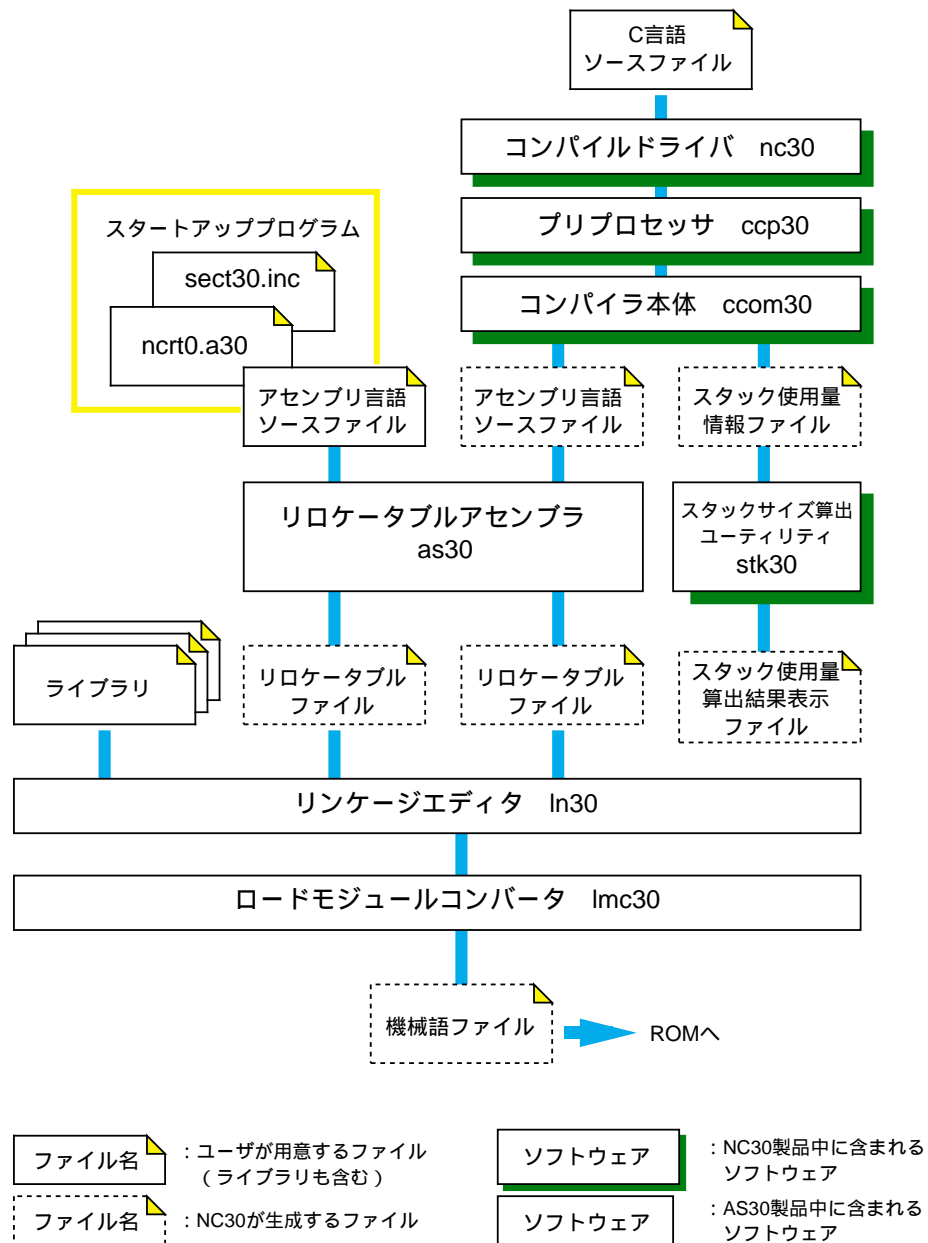 C言語
ソースファイル
コンパイルドライバ nc30
プリプロセッサ ccp30
コンパイラ本体 ccom30
スタートアッププログラム
sect30.inc
ncrt0.a30
アセンブリ言語
ソースファイル
アセンブリ言語
ソースファイル
スタック使用量
情報ファイル
リロケータブルアセンブラ
as30
スタックサイズ算出
ユーティリティ
stk30
ライブラリ
リロケータブル
ファイル
リロケータブル
ファイル
スタック使用量
算出結果表示
ファイル
リンケージエディタ ln30
ロードモジュールコンバータ lmc30
機械語ファイル
ROMへ
ファイル名
：ユーザが用意するファイル
（ライブラリも含む）
ファイル名
：NC30が生成するファイル
ソフトウェア
：NC30製品中に含まれる
ソフトウェア
ソフトウェア
：AS30製品中に含まれる
ソフトウェア